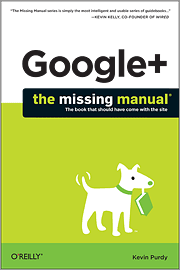 "The Missing Manual series is simply the most intelligent and usable series of guidebooks..."
—KEVIN KELLY, CO-FOUNDER OF WIRED
Google+
the missing manual®
The book that should have come with the site
O'REILLY®
Kevin Purdy